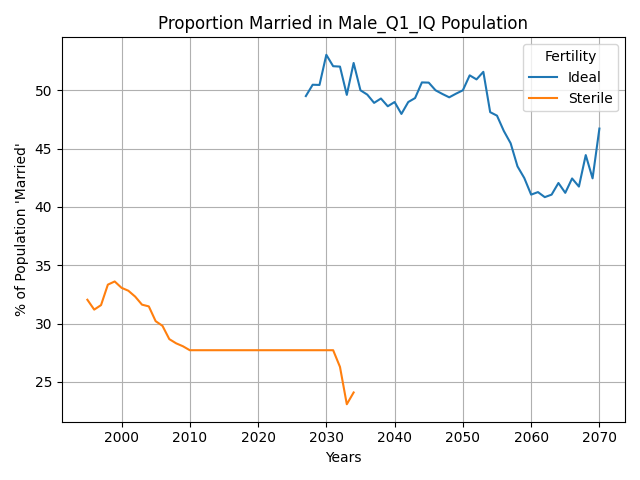 Proportion Married in Male_Q1_IQ Population
Fertility
Ideal
Sterile
% of Population 'Married'
50
45
40
35
30
25
2000
2010
2020
2030
2040
2050
2060
2070
Years